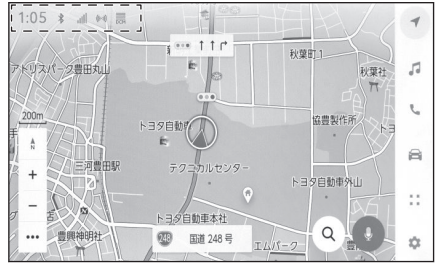 1:05
DCM
秋葉町1
アドリスパーク豊田丸山
秋葉社
200m
トヨタ自動
協豊製作所
トヨ
N
三河豊田駅
テクニカルセンター
トヨタ自動車外山
トヨタ自動車本社
豊興神明社
248 国道 248 号
エムパーク
豊